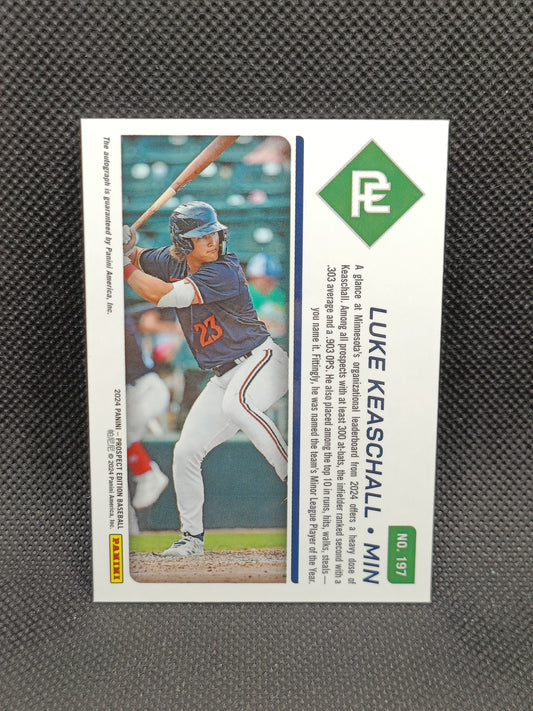 PE
LUKE KEASCHALL • MIN
NO. 197
A glance at Minnesota's organizational leaderboard from 2024 offers a heavy dose of
Keaschall. Among all prospects with at least 300 at-bats, the infielder ranked second with a
.303 average and a .903 OPS. He also placed among the top 10 in runs, hits, walks, steals —
you name it. Fittingly, he was named the team's Minor League Player of the Year.
23
The autograph is guaranteed by Panini America, Inc.
2024 PANINI – PROSPECT EDITION BASEBALL
© 2024 Panini America, Inc.
PANINI